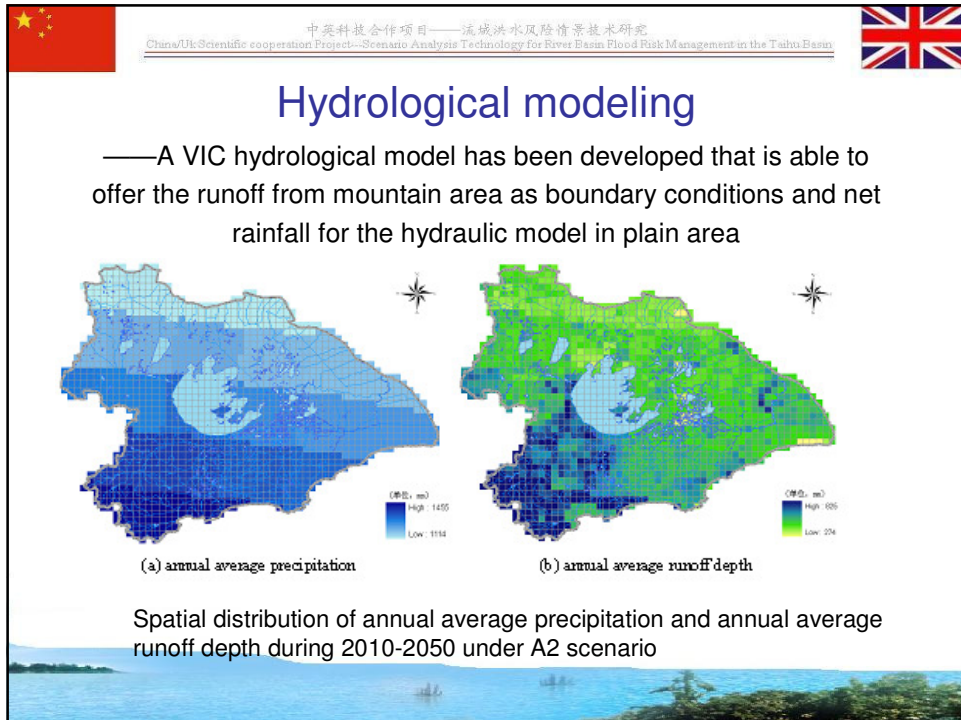 中英科技合作项目——流域洪水风险情景技术研究
China/Uk Scientific cooperation Project---Scenario Analysis Technology for River Basin Flood Risk Management in the Taihu Basin
Hydrological modeling
——A VIC hydrological model has been developed that is able to
offer the runoff from mountain area as boundary conditions and net
rainfall for the hydraulic model in plain area
(单位：mm)
High : 1455
Low : 1114
(单位：mm)
High : 825
Low : 274
(a) annual average precipitation
(b) annual average runoff depth
Spatial distribution of annual average precipitation and annual average
runoff depth during 2010-2050 under A2 scenario